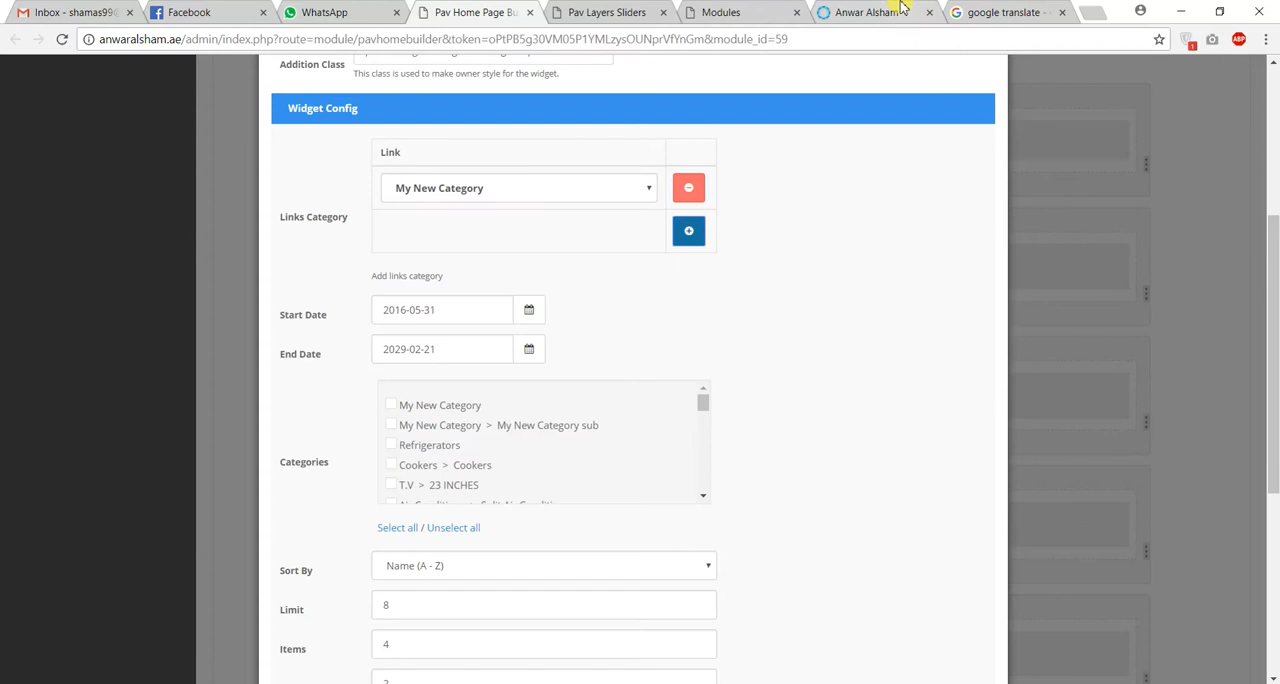 Inbox - shamas99@
Facebook
WhatsApp
Pav Home Page Bu
Pav Layers Sliders
Modules
Anwar Alsham
google translate -
anwaralsham.ae/admin/index.php?route=module/pavhomebuilder&token=oPtPB5g30VM05P1YMLzysOUNprVfYnGm&module_id=59
1
ABP
Addition Class
This class is used to make owner style for the widget.
Widget Config
Link
My New Category
Links Category
Add links category
Start Date
2016-05-31
End Date
2029-02-21
My New Category
My New Category > My New Category sub
Refrigerators
Categories
Cookers > Cookers
T.V > 23 INCHES
Select all / Unselect all
Sort By
Name (A - Z)
Limit
8
Items
4